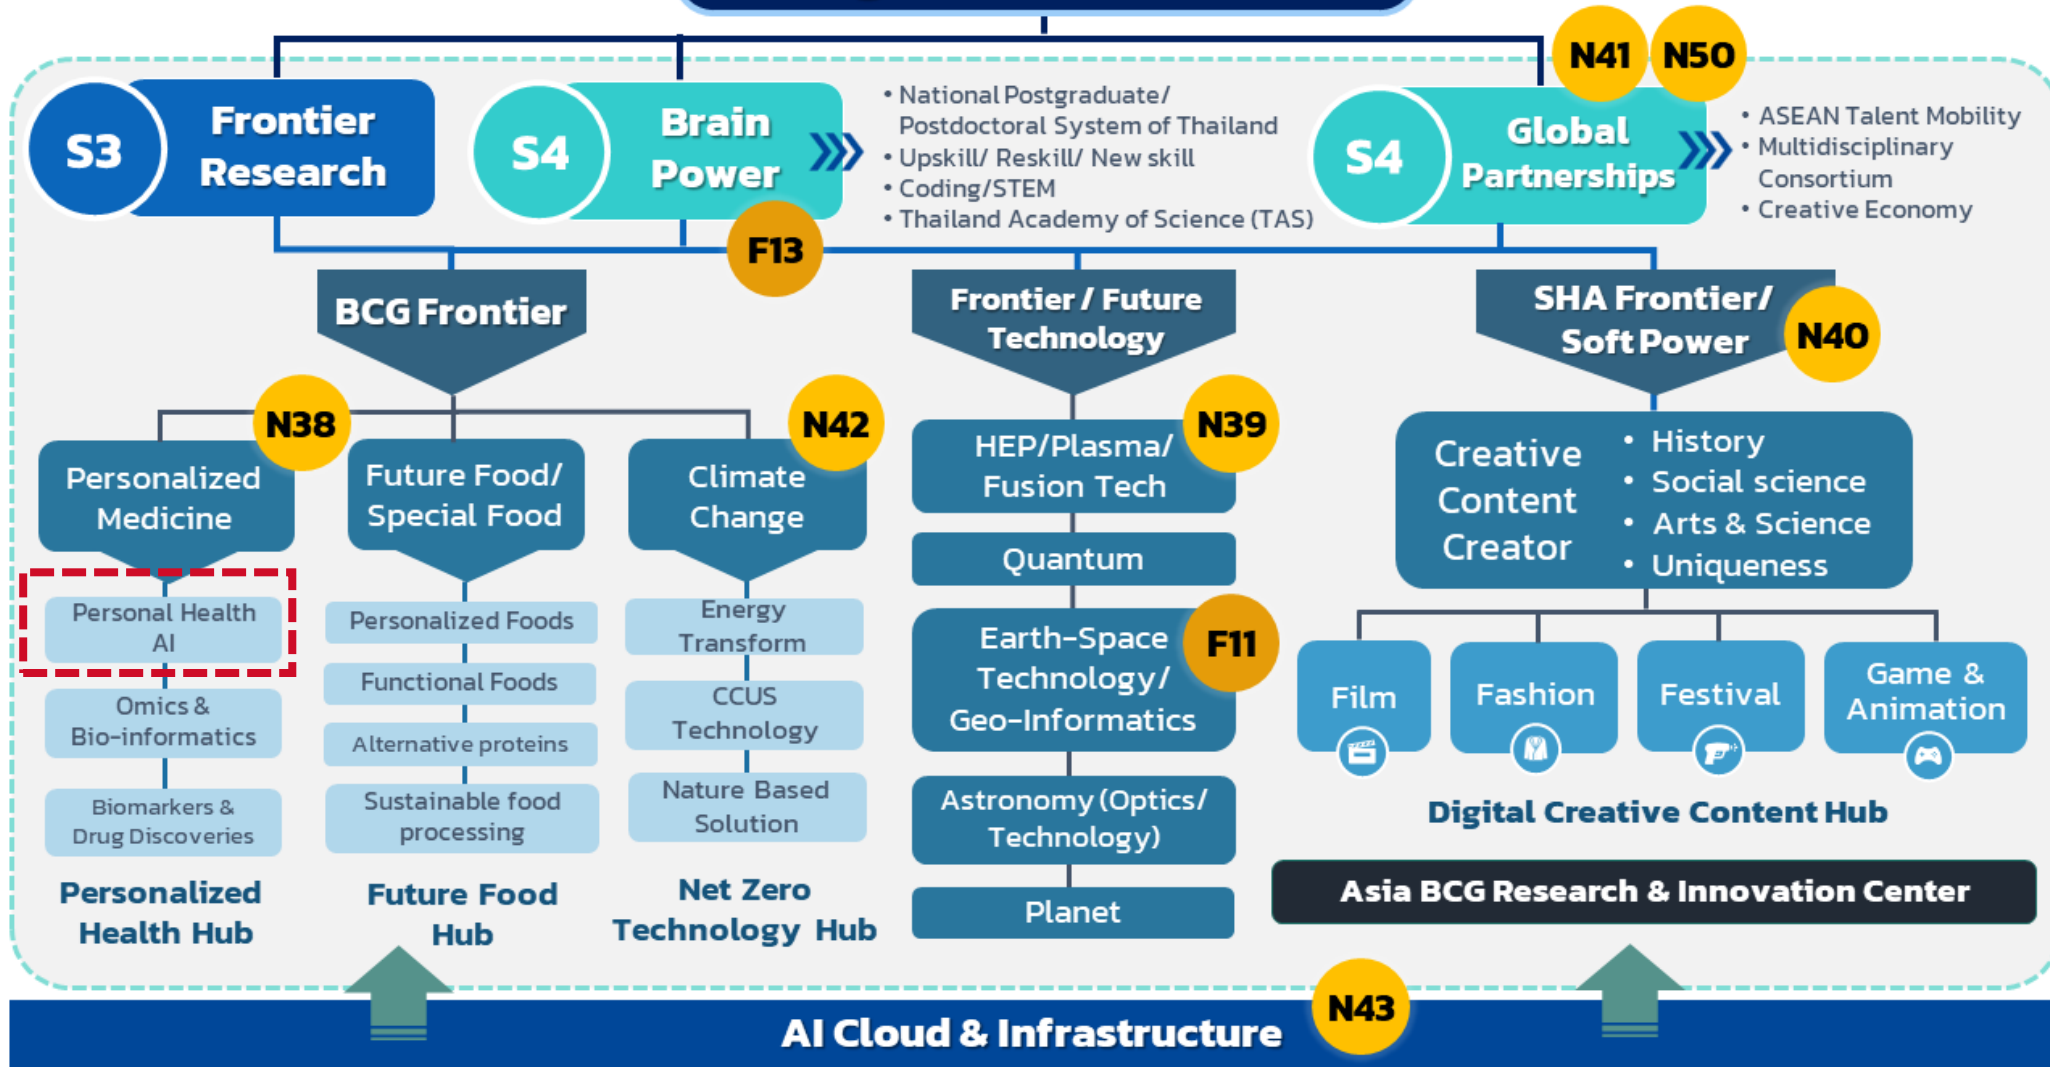 N41
N50
S3
Frontier
Research
S4
Brain
Power
• National Postgraduate/
Postdoctoral System of Thailand
• Upskill/ Reskill/ New skill
• Coding/STEM
• Thailand Academy of Science (TAS)
S4
Global
Partnerships
• ASEAN Talent Mobility
• Multidisciplinary
Consortium
• Creative Economy
F13
BCG Frontier
Frontier / Future
Technology
SHA Frontier/
Soft Power
N40
N38
Personalized
Medicine
Personal Health
AI
Omics &
Bio-informatics
Biomarkers &
Drug Discoveries
Personalized
Health Hub
Future Food/
Special Food
Personalized Foods
Functional Foods
Alternative proteins
Sustainable food
processing
Future Food
Hub
N42
Climate
Change
Energy
Transform
CCUS
Technology
Nature Based
Solution
Net Zero
Technology Hub
N39
HEP/Plasma/
Fusion Tech
Quantum
F11
Earth-Space
Technology/
Geo-Informatics
Astronomy (Optics/
Technology)
Planet
Creative
Content
Creator
• History
• Social science
• Arts & Science
• Uniqueness
Film
Fashion
Festival
Game &
Animation
Digital Creative Content Hub
Asia BCG Research & Innovation Center
N43
AI Cloud & Infrastructure